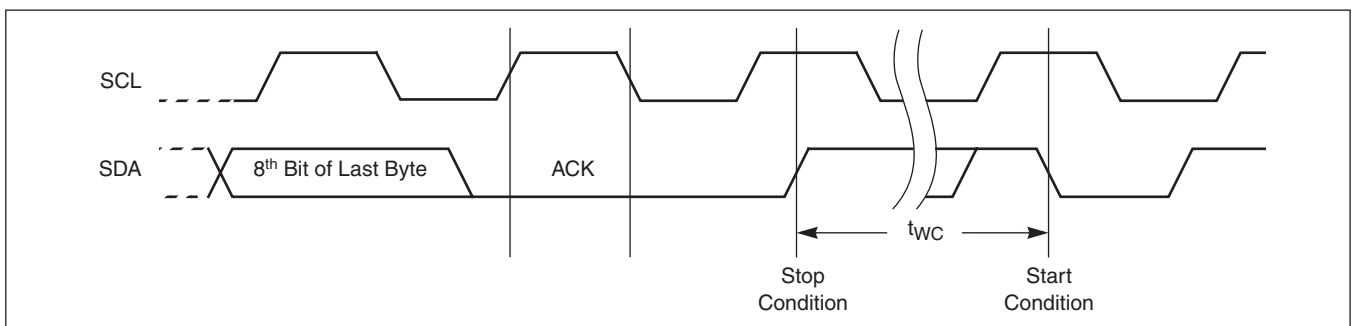 SCL
SDA
8th Bit of Last Byte
ACK
tWC
Stop
Condition
Start
Condition